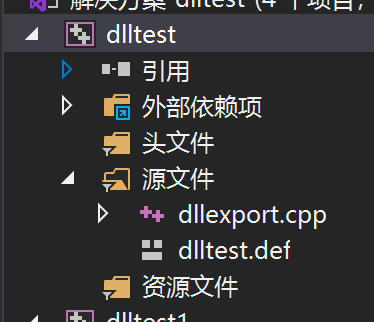 解决方案"dlltest"(4 个项目,
dlltest
引用
外部依赖项
头文件
源文件
dllexport.cpp
dlltest.def
资源文件
dlltest1